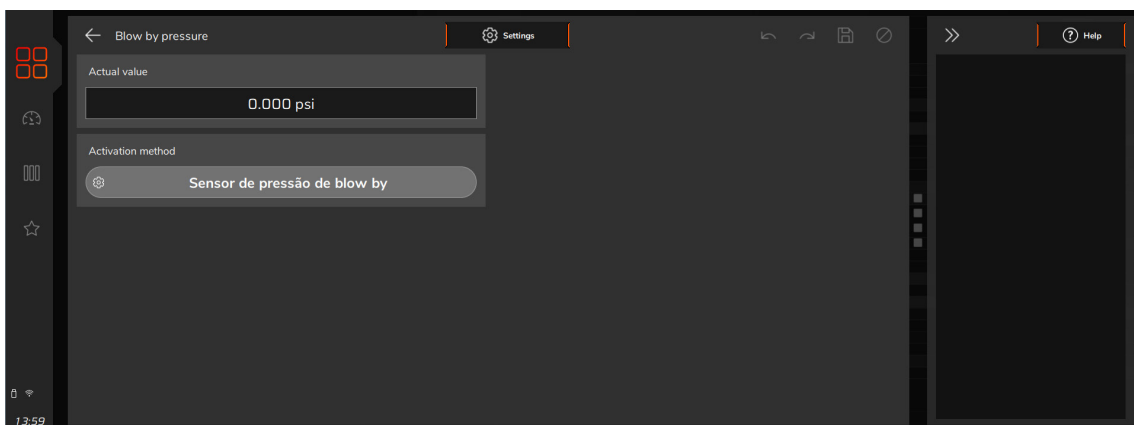 Blow by pressure
Settings
Help
Actual value
0.000 psi
Activation method
Sensor de pressão de blow by
13:59